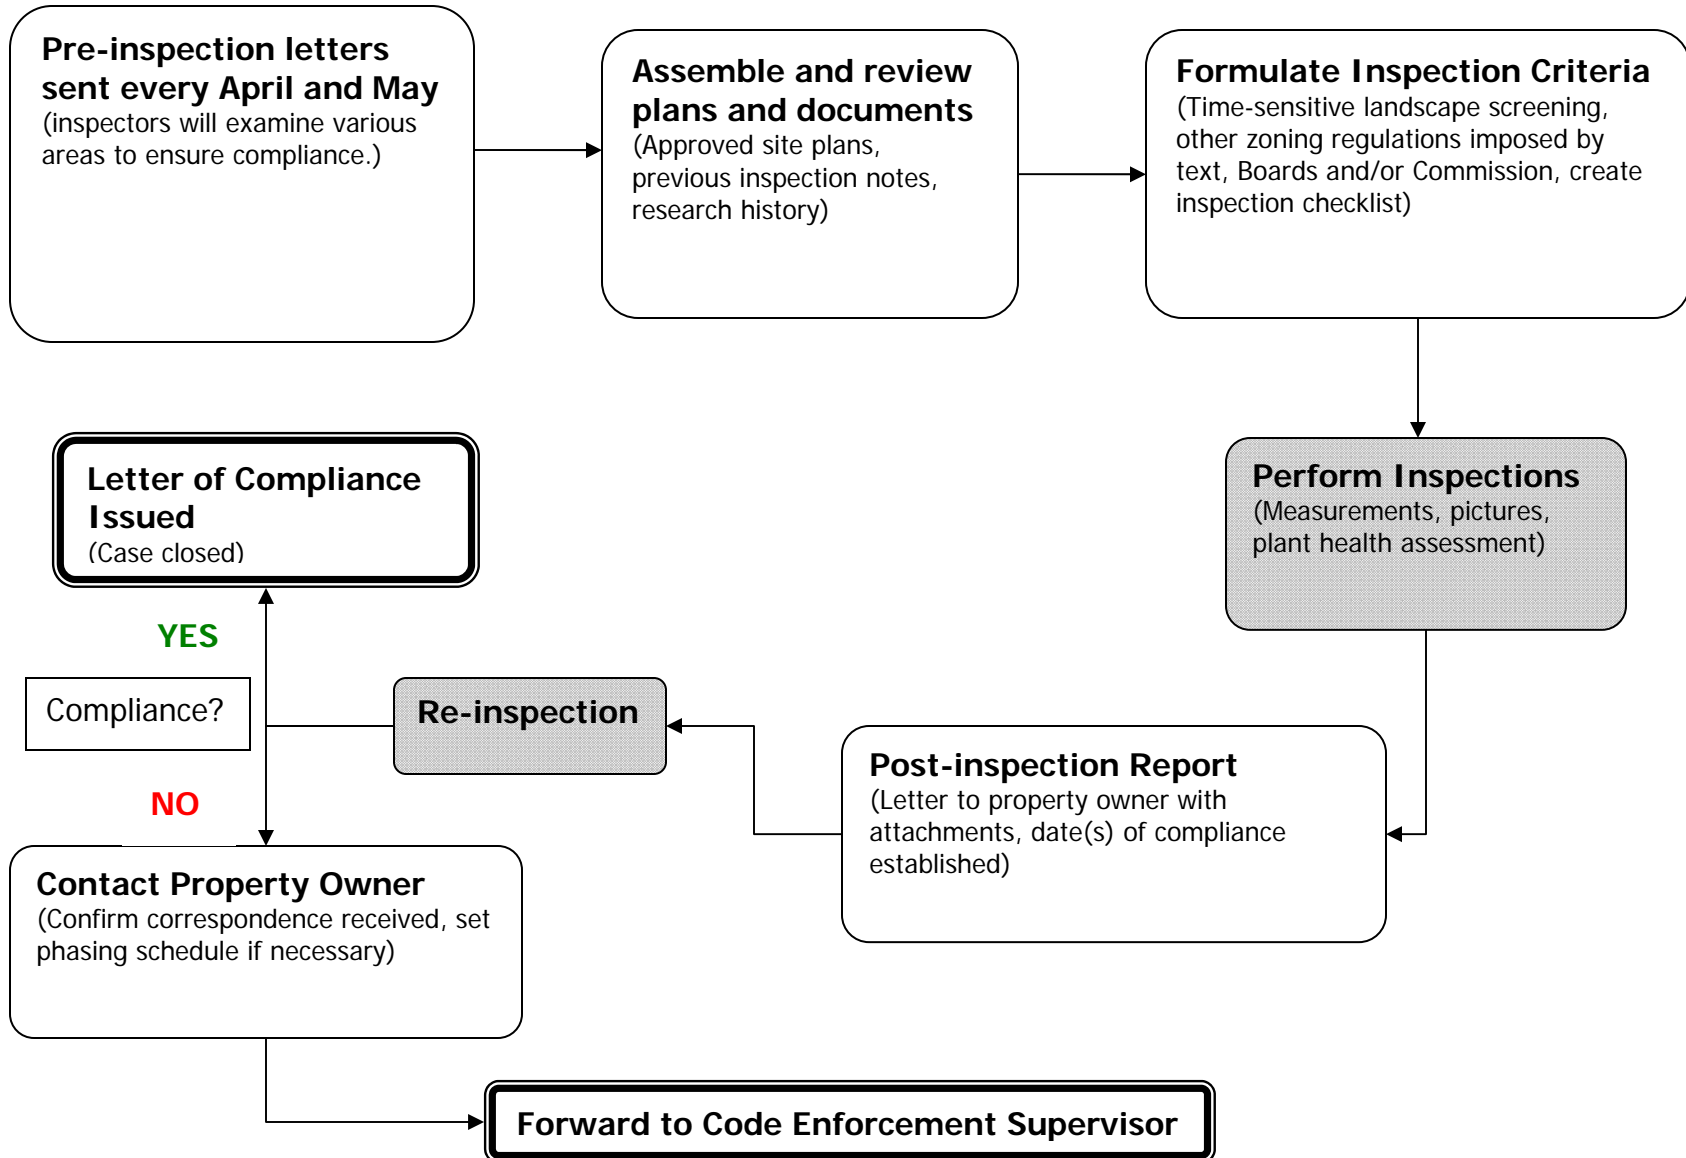 Pre-inspection letters
sent every April and May
(inspectors will examine various
areas to ensure compliance.)
Assemble and review
plans and documents
(Approved site plans,
previous inspection notes,
research history)
Formulate Inspection Criteria
(Time-sensitive landscape screening,
other zoning regulations imposed by
text, Boards and/or Commission, create
inspection checklist)
Perform Inspections
(Measurements, pictures,
plant health assessment)
Post-inspection Report
(Letter to property owner with
attachments, date(s) of compliance
established)
Re-inspection
Compliance?
YES
Letter of Compliance
Issued
(Case closed)
NO
Contact Property Owner
(Confirm correspondence received, set
phasing schedule if necessary)
Forward to Code Enforcement Supervisor